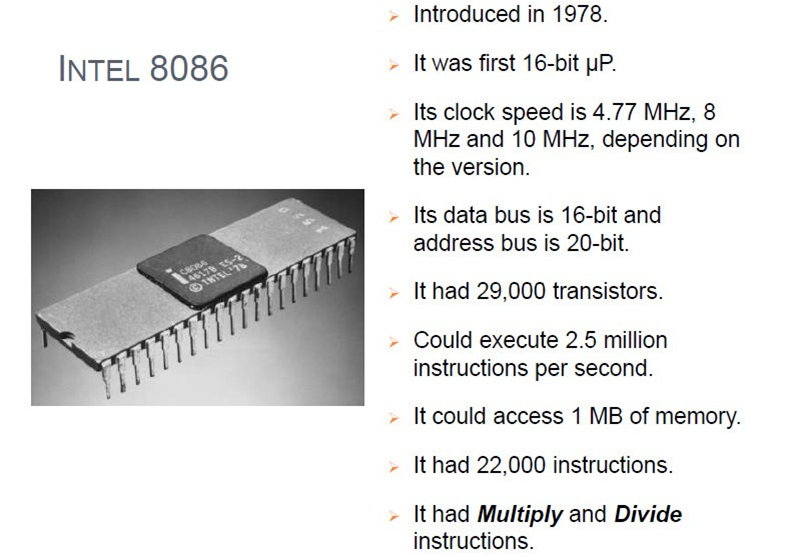 INTEL 8086
Introduced in 1978.
It was first 16-bit µP.
Its clock speed is 4.77 MHz, 8
MHz and 10 MHz, depending on
the version.
Its data bus is 16-bit and
address bus is 20-bit.
It had 29,000 transistors.
Could execute 2.5 million
instructions per second.
It could access 1 MB of memory.
It had 22,000 instructions.
It had Multiply and Divide
instructions.
i C8086
4617B ES-2
© INTEL '78